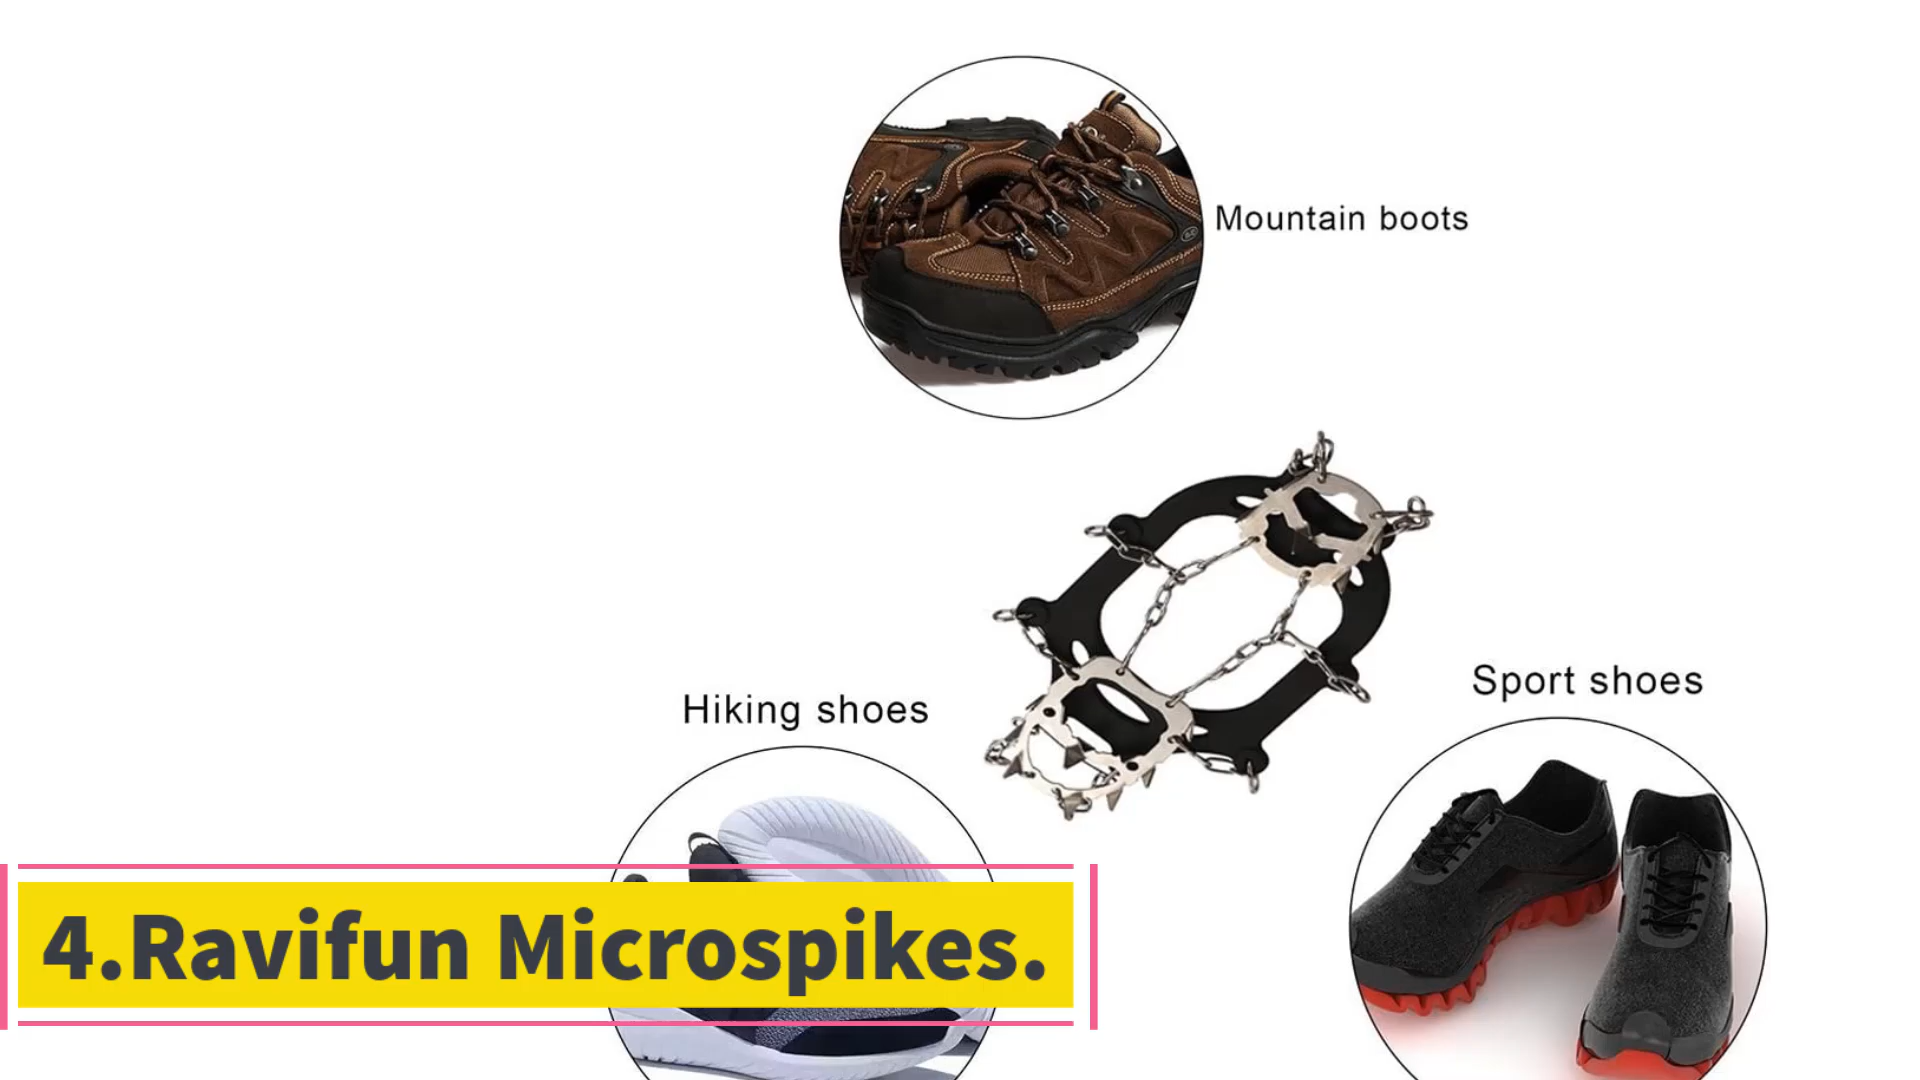 Mountain boots
Sport shoes
Hiking shoes
4.Ravifun Microspikes.